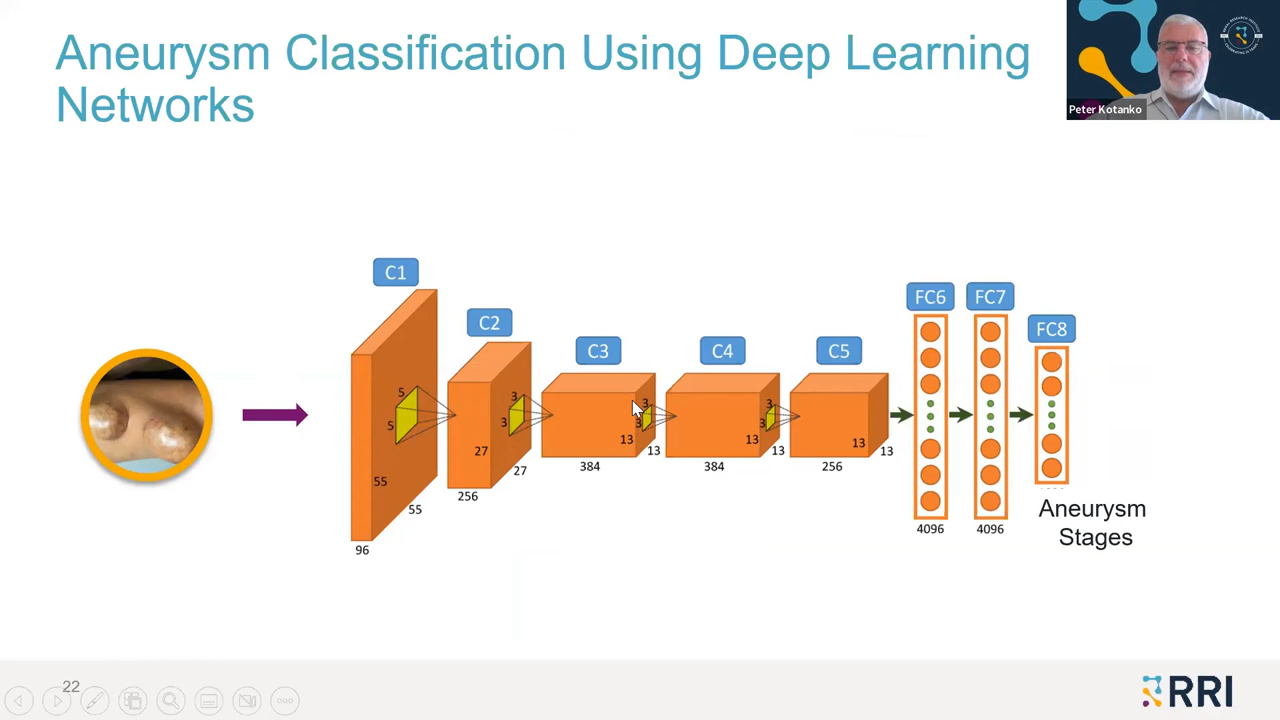 Aneurysm Classification Using Deep Learning
Networks
Peter Kotanko
C1
C2
C3
C4
C5
FC6
FC7
FC8
5
5
3
3
3
3
3
3
55
55
27
27
13
13
13
13
13
13
96
256
384
384
256
4096
4096
Aneurysm
Stages
22
RRI